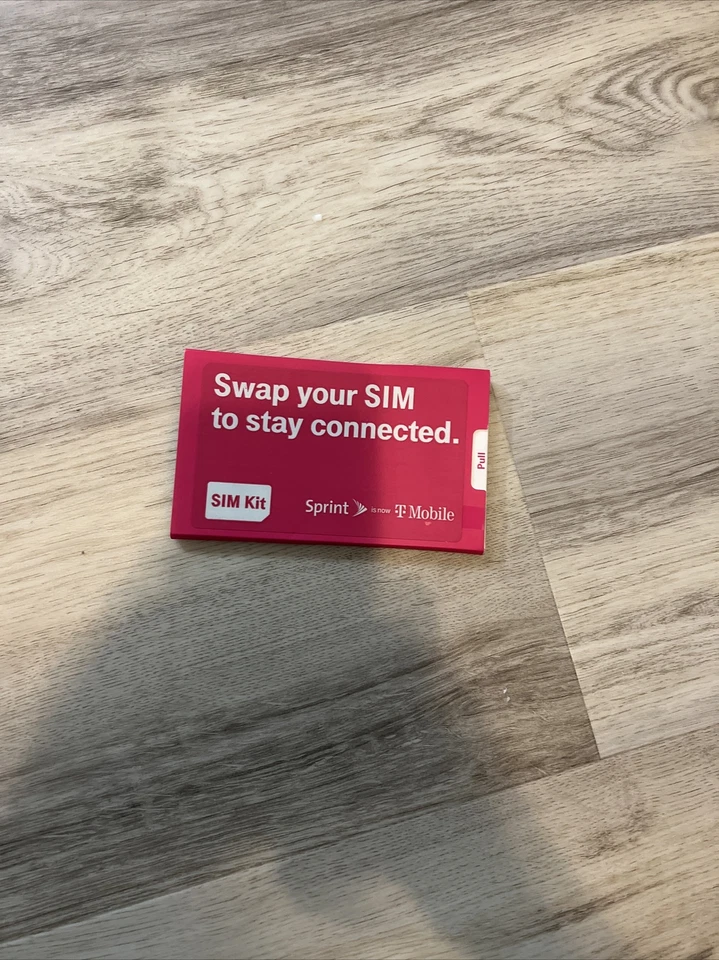 Swap your SIM
to stay connected.
Pull
SIM Kit
Sprint is now T Mobile